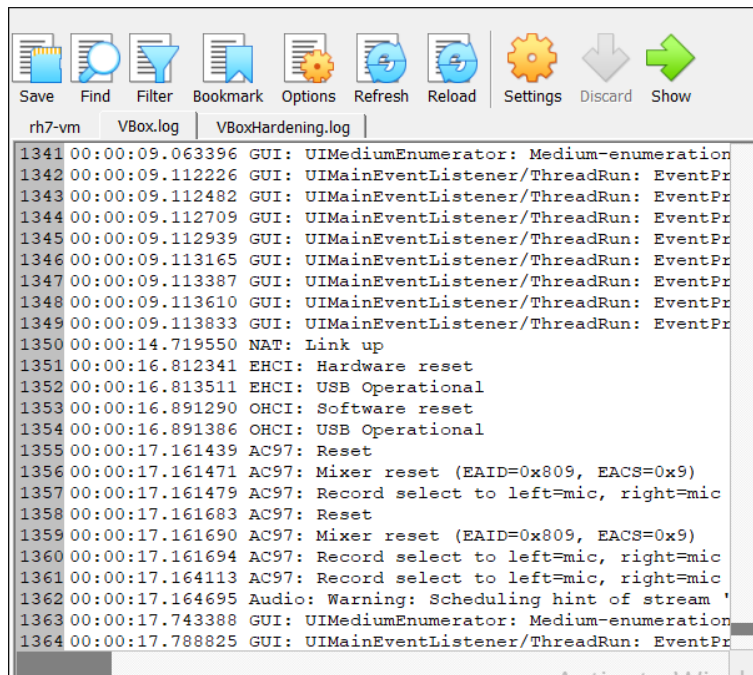 Save Find Filter Bookmark Options Refresh Reload Settings Discard Show
rh7-vm VBox.log VBoxHardening.log
1341 00:00:09.063396 GUI: UIMediumEnumerator: Medium-enumeration
1342 00:00:09.112226 GUI: UIMainEventListener/ThreadRun: EventPr
1343 00:00:09.112482 GUI: UIMainEventListener/ThreadRun: EventPr
1344 00:00:09.112709 GUI: UIMainEventListener/ThreadRun: EventPr
1345 00:00:09.112939 GUI: UIMainEventListener/ThreadRun: EventPr
1346 00:00:09.113165 GUI: UIMainEventListener/ThreadRun: EventPr
1347 00:00:09.113387 GUI: UIMainEventListener/ThreadRun: EventPr
1348 00:00:09.113610 GUI: UIMainEventListener/ThreadRun: EventPr
1349 00:00:09.113833 GUI: UIMainEventListener/ThreadRun: EventPr
1350 00:00:14.719550 NAT: Link up
1351 00:00:16.812341 EHCI: Hardware reset
1352 00:00:16.813511 EHCI: USB Operational
1353 00:00:16.891290 OHCI: Software reset
1354 00:00:16.891386 OHCI: USB Operational
1355 00:00:17.161439 AC97: Reset
1356 00:00:17.161471 AC97: Mixer reset (EAID=0x809, EACS=0x9)
1357 00:00:17.161479 AC97: Record select to left=mic, right=mic
1358 00:00:17.161683 AC97: Reset
1359 00:00:17.161690 AC97: Mixer reset (EAID=0x809, EACS=0x9)
1360 00:00:17.161694 AC97: Record select to left=mic, right=mic
1361 00:00:17.164113 AC97: Record select to left=mic, right=mic
1362 00:00:17.164695 Audio: Warning: Scheduling hint of stream '
1363 00:00:17.743388 GUI: UIMediumEnumerator: Medium-enumeration
1364 00:00:17.788825 GUI: UIMainEventListener/ThreadRun: EventPr